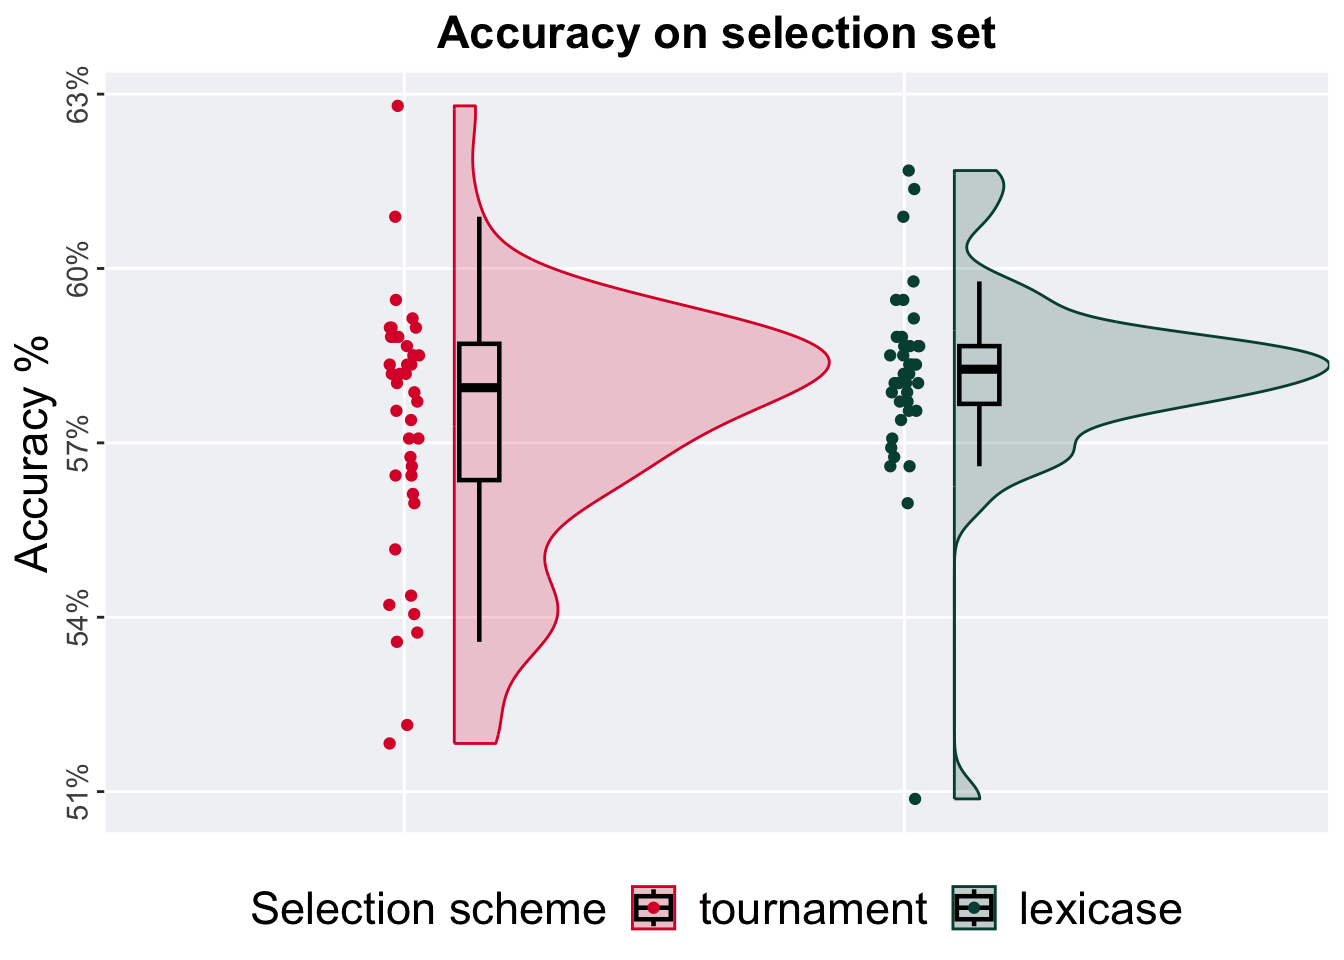 Accuracy on selection set
63%
60%
57%
54%
51%
Accuracy %
Selection scheme tournament lexicase